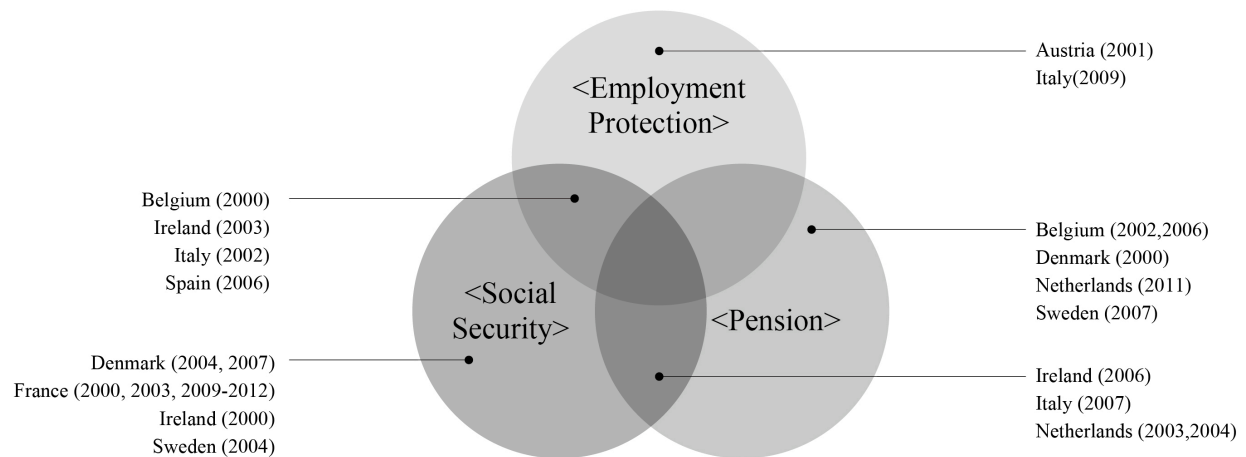 <Employment
Protection>
Austria (2001)
Italy(2009)
Belgium (2000)
Ireland (2003)
Italy (2002)
Spain (2006)
Belgium (2002,2006)
Denmark (2000)
Netherlands (2011)
Sweden (2007)
<Social
Security>
<Pension>
Denmark (2004, 2007)
France (2000, 2003, 2009-2012)
Ireland (2000)
Sweden (2004)
Ireland (2006)
Italy (2007)
Netherlands (2003,2004)